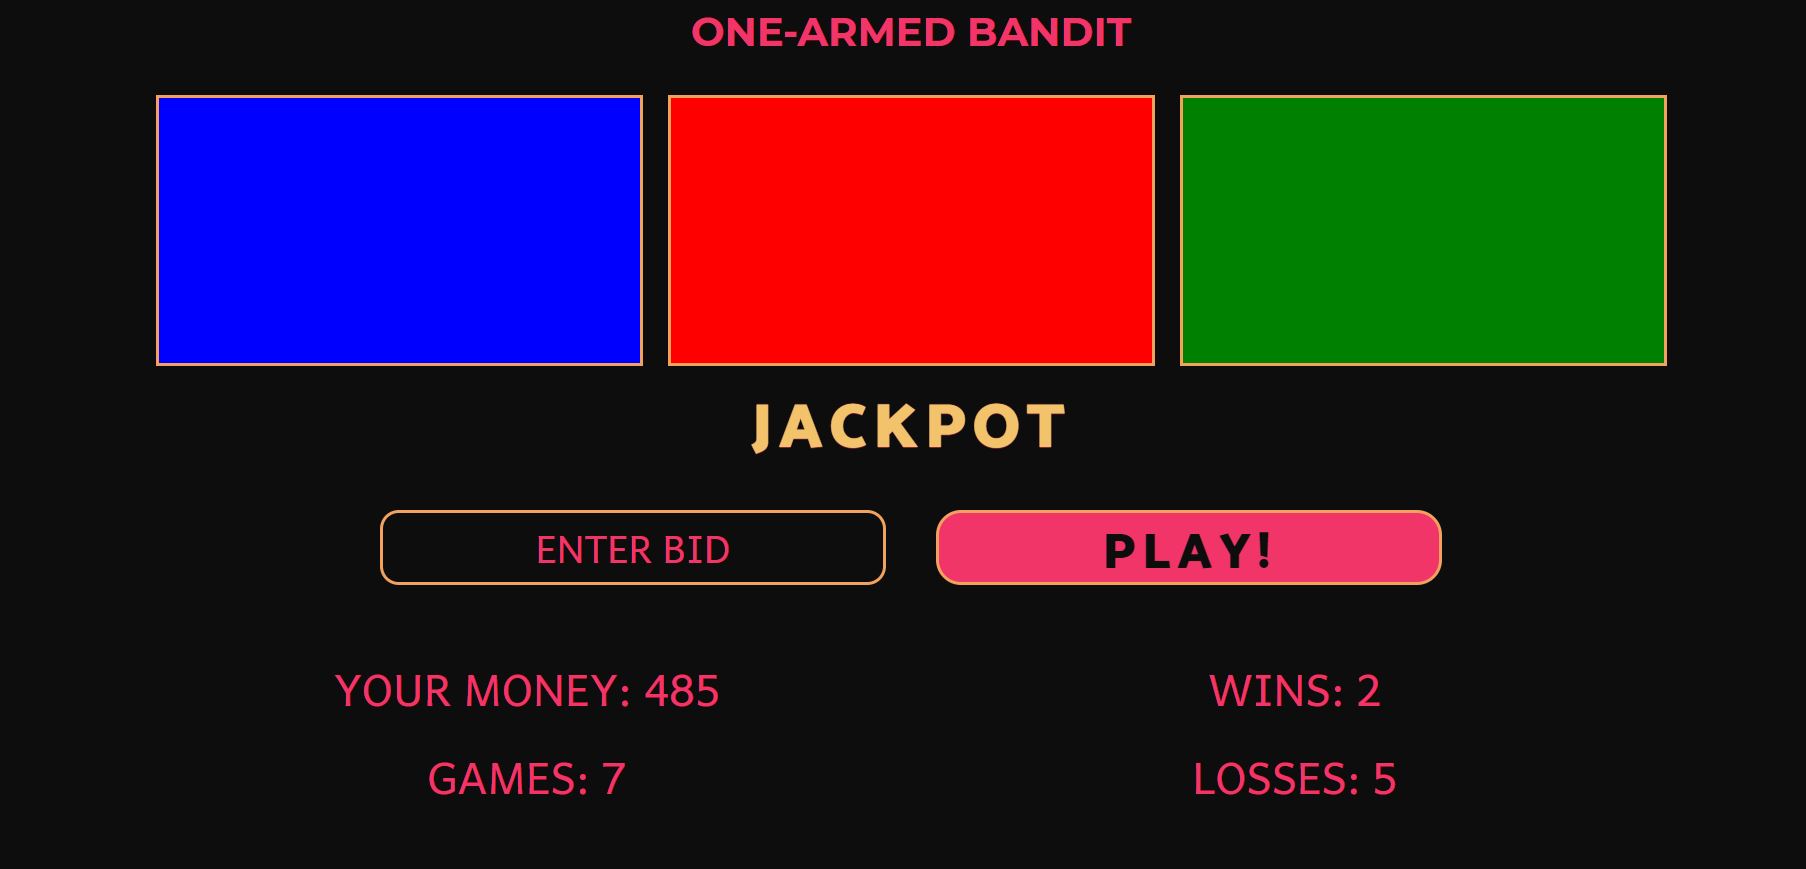 ONE-ARMED BANDIT
JACKPOT
ENTER BID
PLAY!
YOUR MONEY: 485
WINS: 2
GAMES: 7
LOSSES: 5